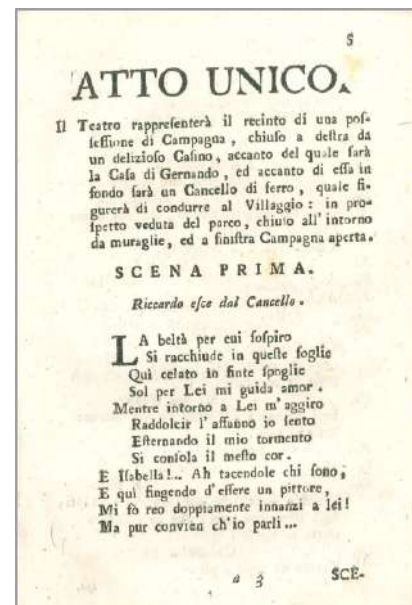 5
ATTO UNICO.
Il Teatro rappreſenterà il recinto di una poſ-
ſeſſione di Campagna, chiuſo a deſtra da
un delizioſo Caſino, accanto del quale ſarà
la Caſa di Gernando, ed accanto di eſſa in
fondo ſarà un Cancello di ferro, quale fi-
gurerà di condurre al Villaggio: in pro-
ſpetto veduta del parco, chiuſo all' intorno
da muraglie, ed a ſiniſtra Campagna aperta.
SCENA PRIMA.
Riccardo eſce dal Cancello.
LA beltà per cui ſoſpiro
Si racchiude in queſte ſoglie
Quì celato in finte ſpoglie
Sol per Lei mi guida amor.
Mentre intorno a Lei m'aggiro
Raddolcir l' affanno io ſento
Eſternando il mio tormento
Si conſola il meſto cor.
E Iſabella!.. Ah tacendole chi ſono,
E quì fingendo d'eſſere un pittore,
Mi fò reo doppiamente innanzi a lei!
Ma pur convien ch'io parli...
a 3 SCE-